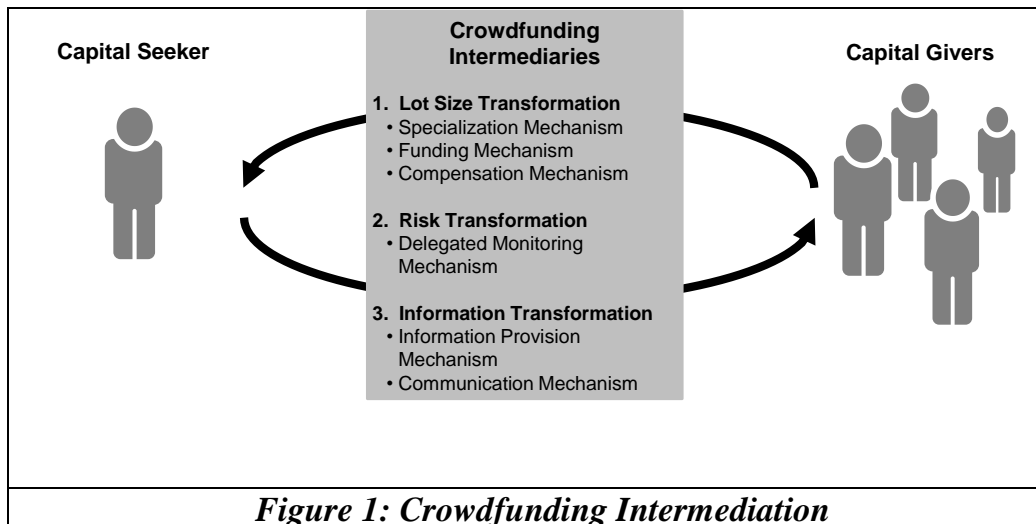 Capital Seeker
Crowdfunding
Intermediaries
1. Lot Size Transformation
• Specialization Mechanism
• Funding Mechanism
• Compensation Mechanism
2. Risk Transformation
• Delegated Monitoring
Mechanism
3. Information Transformation
• Information Provision
Mechanism
• Communication Mechanism
Capital Givers
Figure 1: Crowdfunding Intermediation